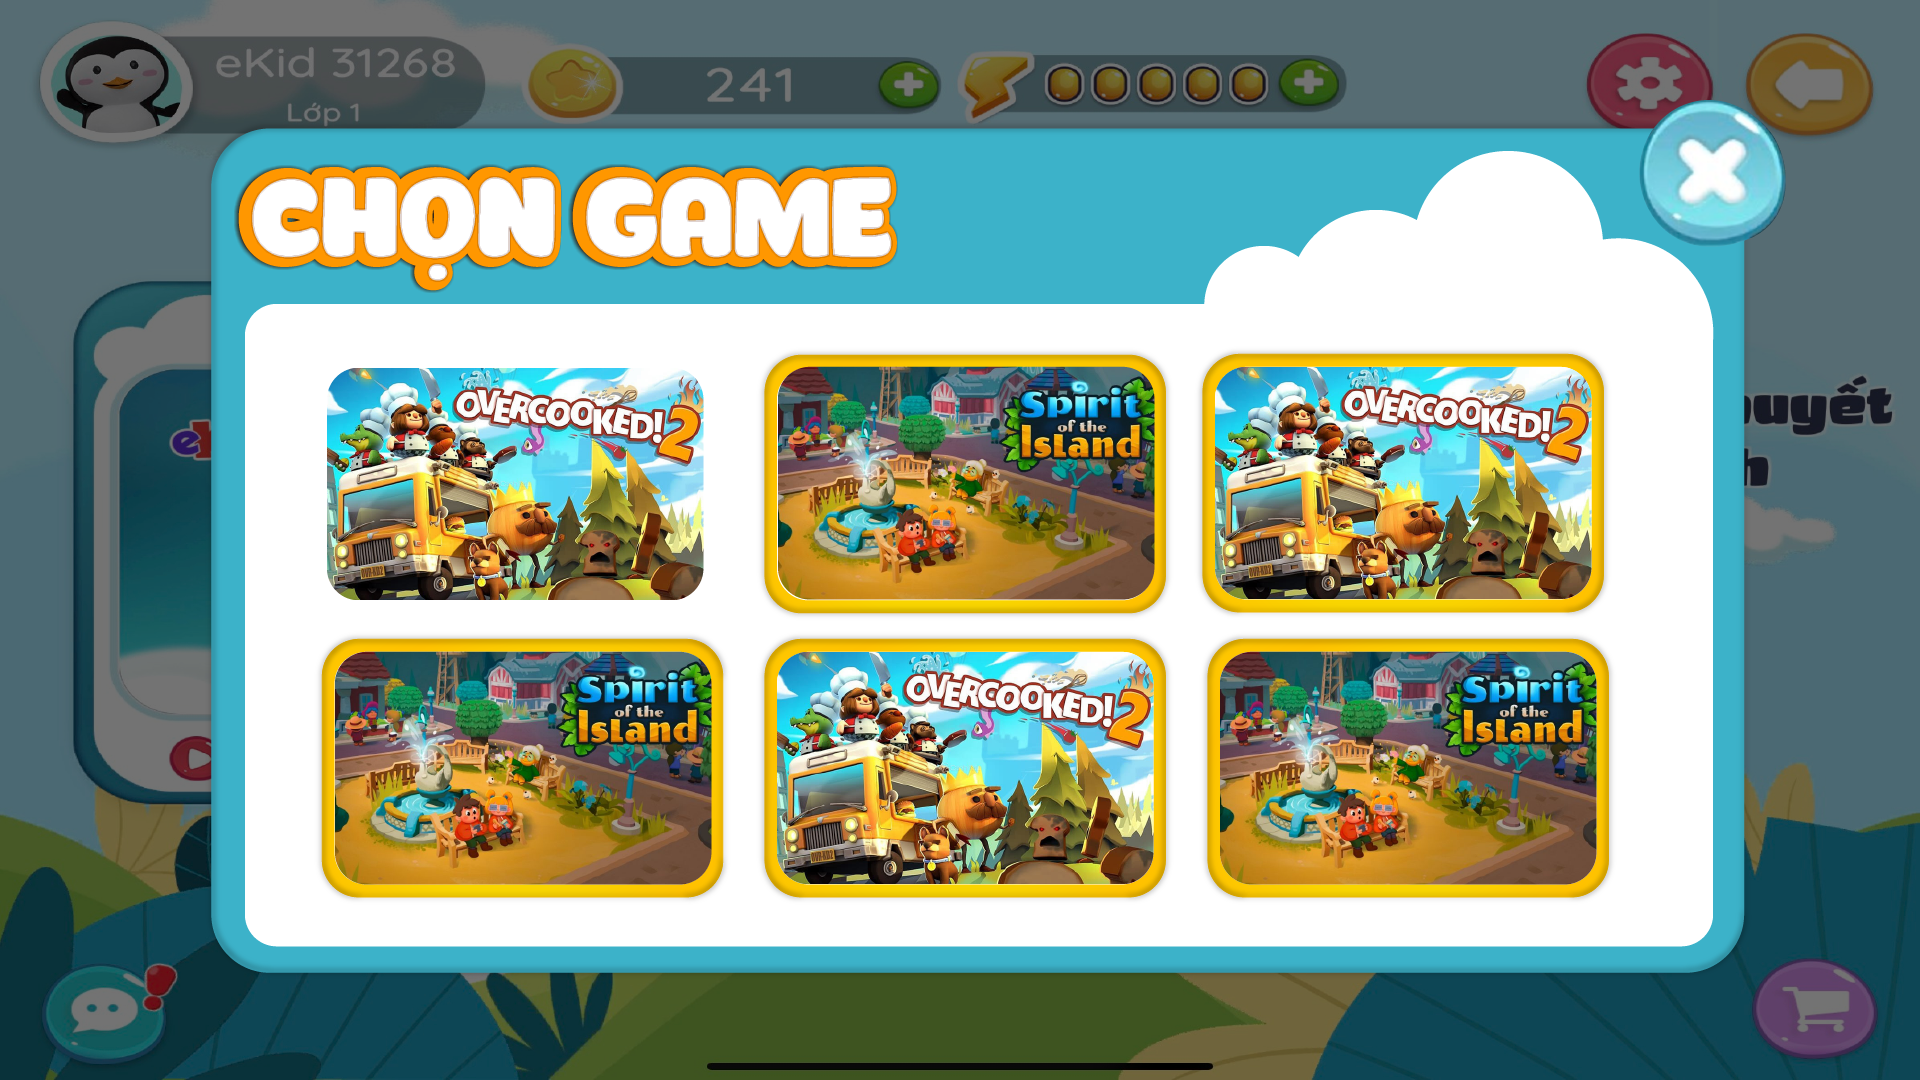 eKid 31268
Lớp 1
241
CHỌN GAME
OVERCOOKED! 2
Spirit
of the
Island
OVERCOOKED! 2
Spirit
of the
Island
OVERCOOKED! 2
Spirit
of the
Island